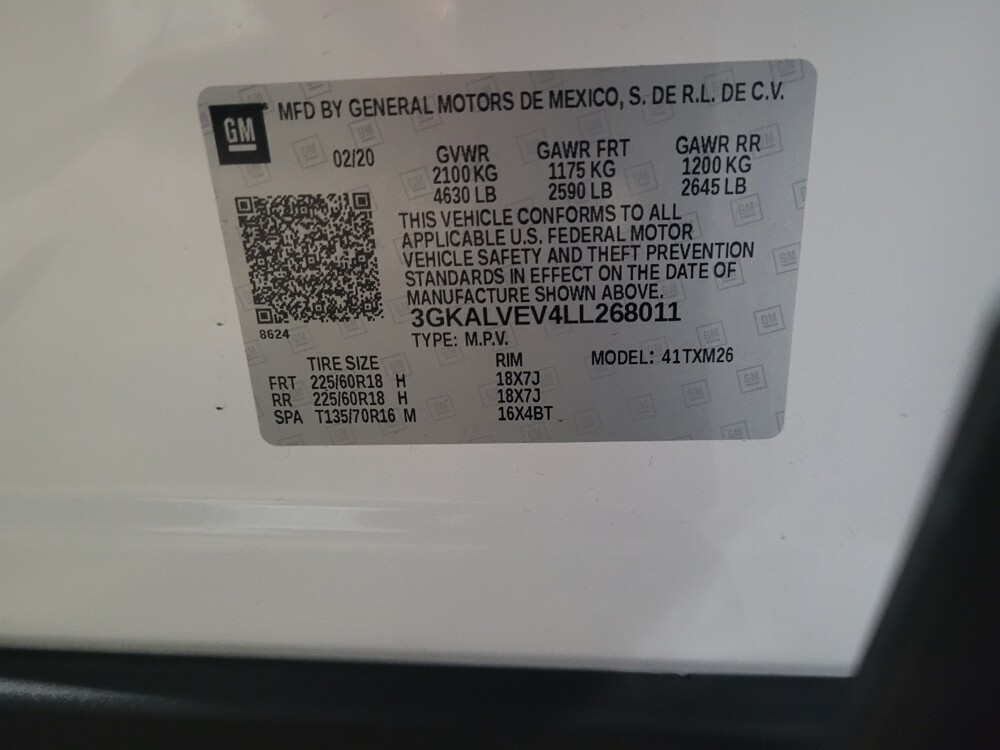 GM
MFD BY GENERAL MOTORS DE MEXICO, S. DE R.L. DE C.V.
02/20 GVWR GAWR FRT GAWR RR
2100 KG 1175 KG 1200 KG
4630 LB 2590 LB 2645 LB
THIS VEHICLE CONFORMS TO ALL
APPLICABLE U.S. FEDERAL MOTOR
VEHICLE SAFETY AND THEFT PREVENTION
STANDARDS IN EFFECT ON THE DATE OF
MANUFACTURE SHOWN ABOVE.
3GKALVEV4LL268011
8624
TYPE: M.P.V.
TIRE SIZE RIM MODEL: 41TXM26
FRT 225/60R18 H 18X7J
RR 225/60R18 H 18X7J
SPA T135/70R16 M 16X4BT